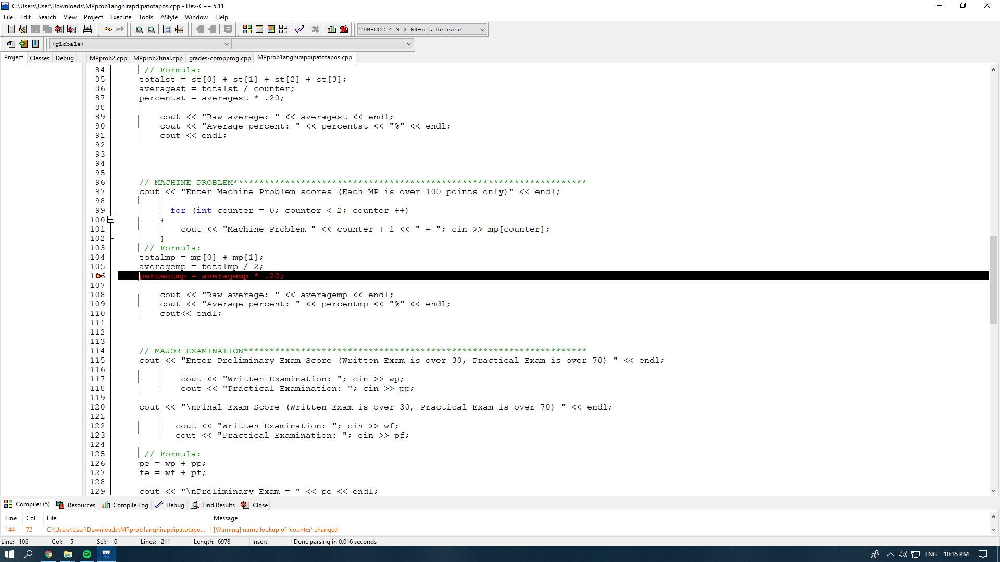 C:\Users\User\Downloads\MPprob1anghirapdipatotapos.cpp - Dev-C++ 5.11
File Edit Search View Project Execute Tools AStyle Window Help
TDM-GCC 4.9.2 64-bit Release
(globals)
Project Classes Debug MPprob2.cpp MPprob2final.cpp grades-compprog.cpp MPprob1anghirapdipatotapos.cpp
84 // Formula:
85 totalst = st[0] + st[1] + st[2] + st[3];
86 averagest = totalst / counter;
87 percentst = averagest * .20;
88
89 cout << "Raw average: " << averagest << endl;
90 cout << "Average percent: " << percentst << "%" << endl;
91 cout << endl;
92
93
94
95
96 // MACHINE PROBLEM********************************************************************
97 cout << "Enter Machine Problem scores (Each MP is over 100 points only)" << endl;
98
99 for (int counter = 0; counter < 2; counter ++)
100 {
101 cout << "Machine Problem " << counter + 1 << " = "; cin >> mp[counter];
102 }
103 // Formula:
104 totalmp = mp[0] + mp[1];
105 averagemp = totalmp / 2;
106 percentmp = averagemp * .20;
107
108 cout << "Raw average: " << averagemp << endl;
109 cout << "Average percent: " << percentmp << "%" << endl;
110 cout<< endl;
111
112
113
114 // MAJOR EXAMINATION******************************************************************
115 cout << "Enter Preliminary Exam Score (Written Exam is over 30, Practical Exam is over 70) " << endl;
116
117 cout << "Written Examination: "; cin >> wp;
118 cout << "Practical Examination: "; cin >> pp;
119
120 cout << "\nFinal Exam Score (Written Exam is over 30, Practical Exam is over 70) " << endl;
121
122 cout << "Written Examination: "; cin >> wf;
123 cout << "Practical Examination: "; cin >> pf;
124
125 // Formula:
126 pe = wp + pp;
127 fe = wf + pf;
128
129 cout << "\nPreliminary Exam = " << pe << endl;
Compiler (5) Resources Compile Log Debug Find Results Close
Line Col File Message
144 72 C:\Users\User\Downloads\MPprob1anghirapdipatotapo... [Warning] name lookup of 'counter' changed
Line: 106 Col: 5 Sel: 0 Lines: 211 Length: 6978 Insert Done parsing in 0.016 seconds
ENG 10:35 PM